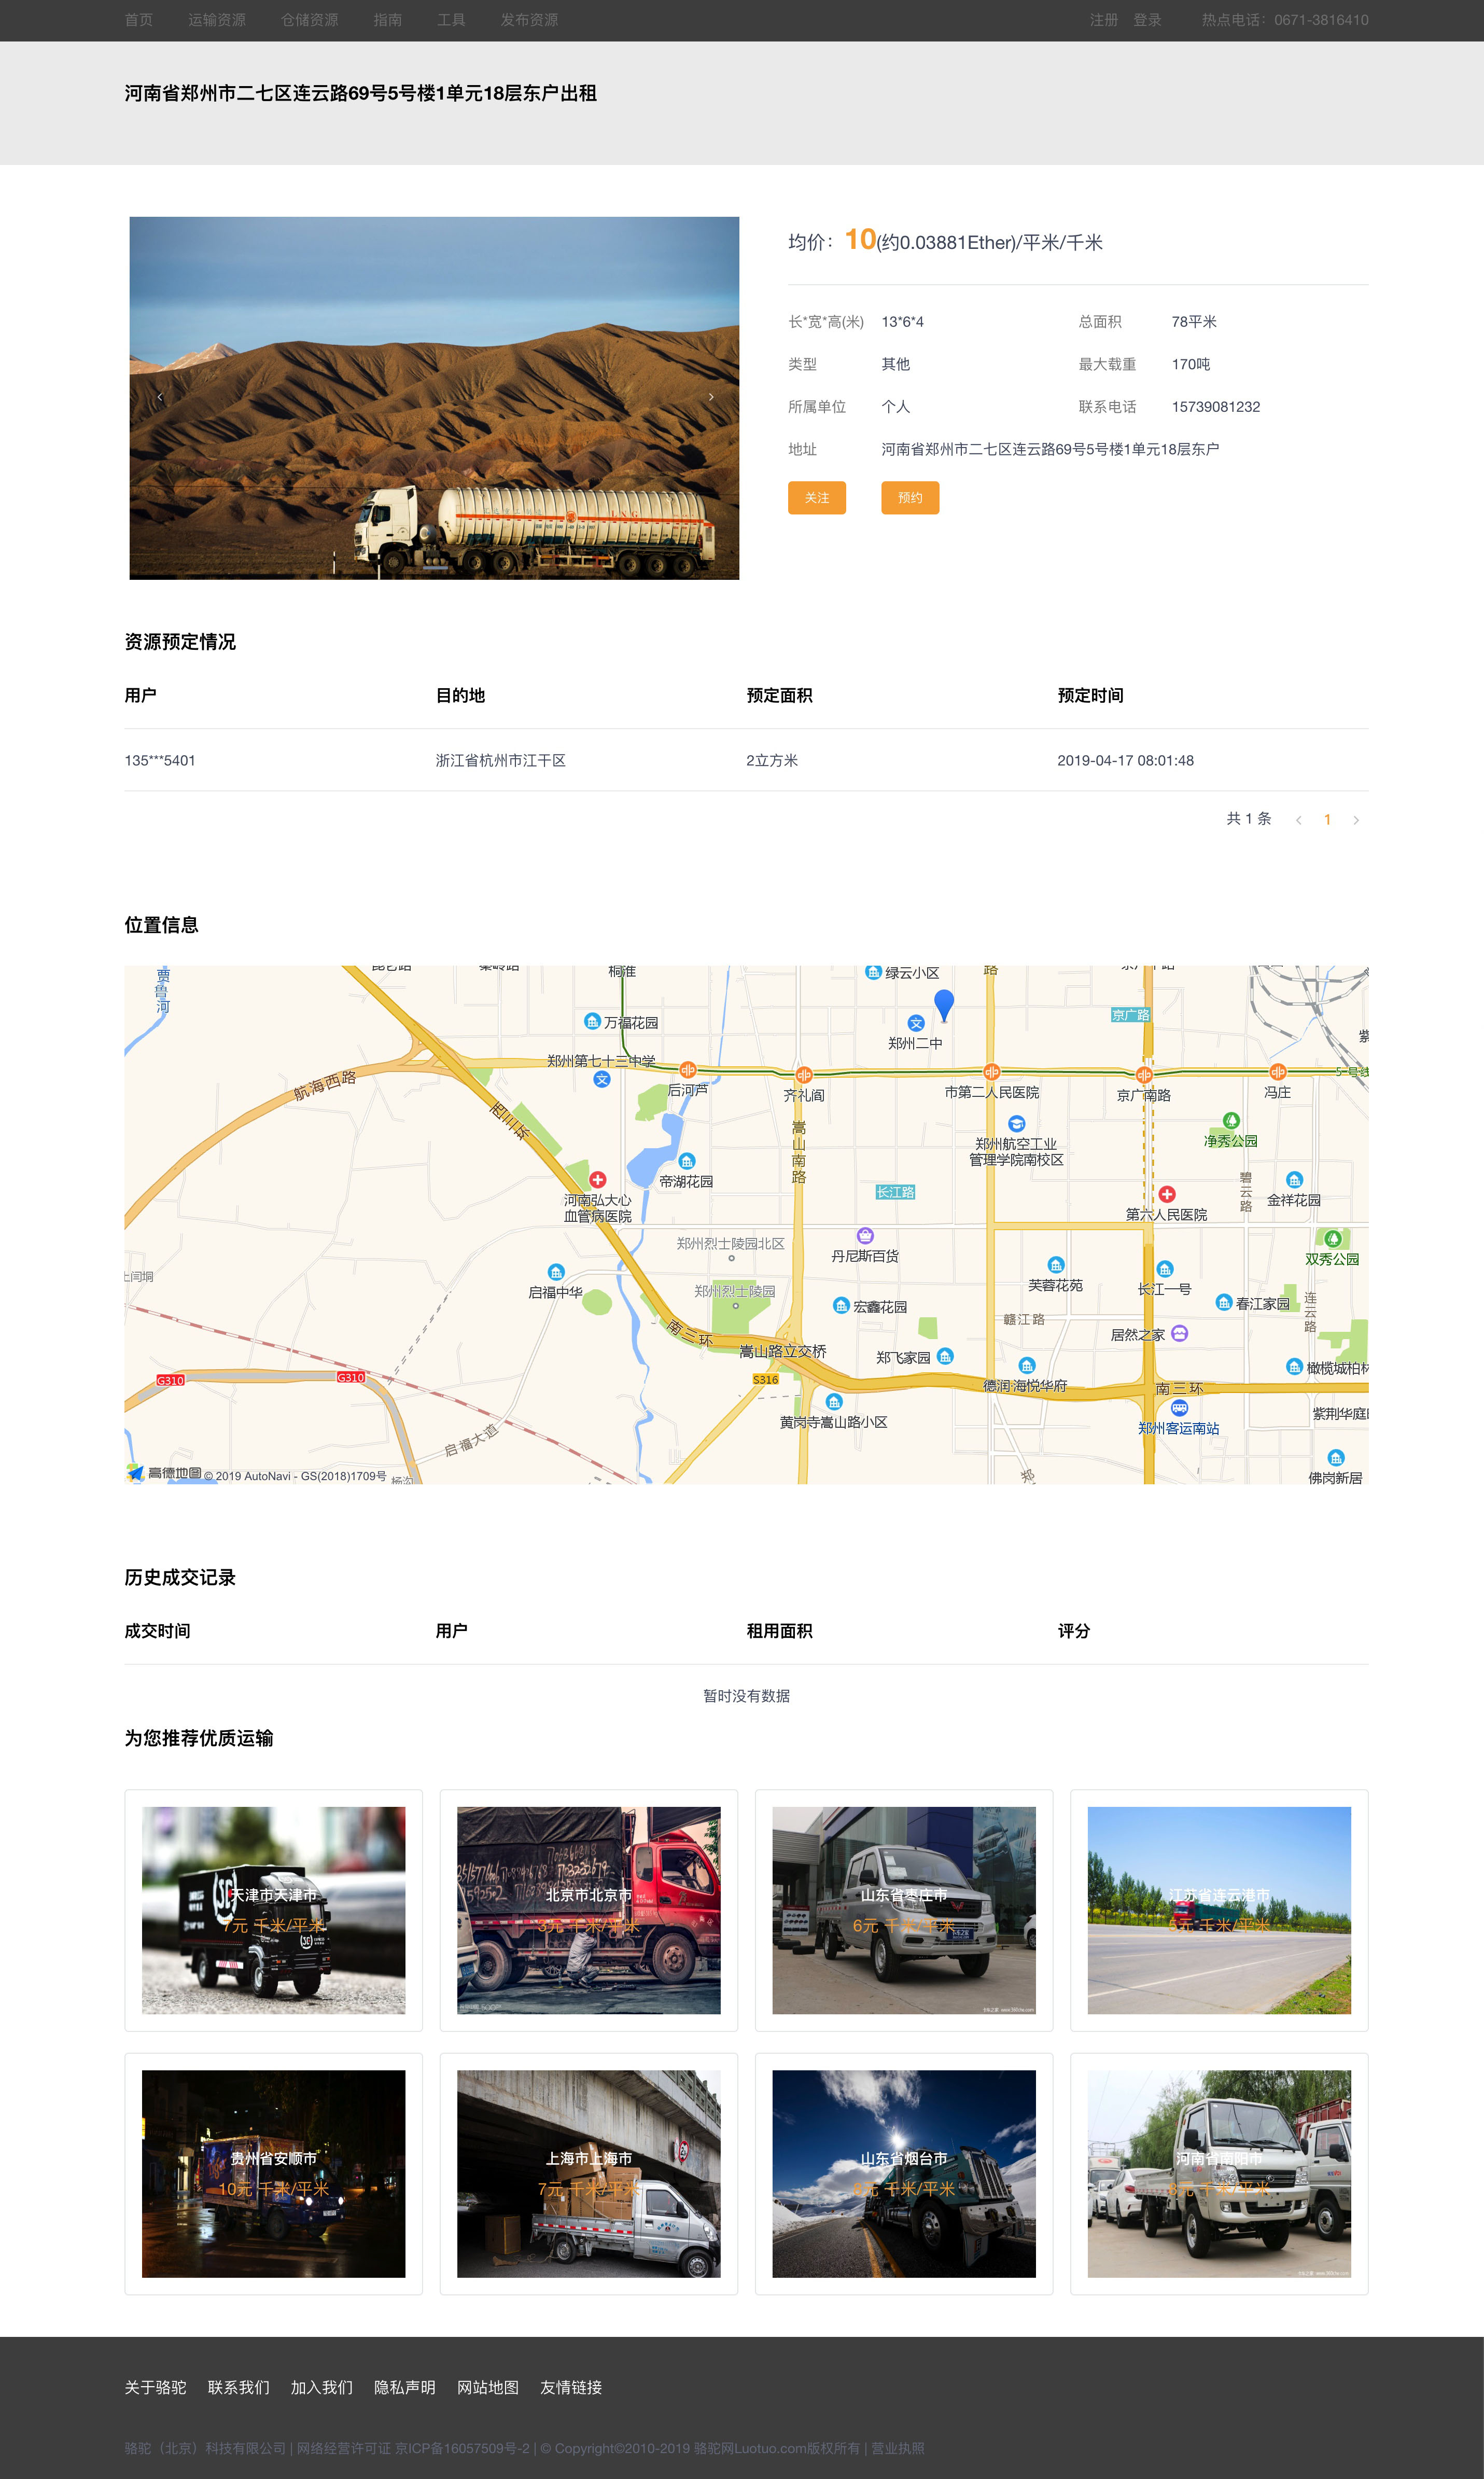 首页 运输资源 仓储资源 指南 工具 发布资源 注册 登录 热点电话：0671-3816410
河南省郑州市二七区连云路69号5号楼1单元18层东户出租
均价：10(约0.03881Ether)/平米/千米
长*宽*高(米) 13*6*4 总面积 78平米
类型 其他 最大载重 170吨
所属单位 个人 联系电话 15739081232
地址 河南省郑州市二七区连云路69号5号楼1单元18层东户
关注 预约
资源预定情况
用户 目的地 预定面积 预定时间
135***5401 浙江省杭州市江干区 2立方米 2019-04-17 08:01:48
共 1 条 1
位置信息
贾鲁河
绿云小区
路
京广路
万福花园
郑州二中
郑州第七十三中学
后河芦
齐礼阎
市第二人民医院
京广南路
冯庄
5号线
航海西路
西三环
嵩山南路
郑州航空工业
管理学院南校区
净秀公园
帝湖花园
长江路
碧云路
金祥花园
河南弘大心
血管病医院
第六人民医院
郑州烈士陵园北区
丹尼斯百货
双秀公园
郑州烈士陵园
启福中华
芙蓉花苑
长江一号
宏鑫花园
春江家园
连云路
赣江路
居然之家
南三环
嵩山路立交桥
郑飞家园
橄榄城柏林
G310
G310
S316
德润·海悦华府
南三环
黄岗寺嵩山路小区
郑州客运南站
紫荆华庭
启福大道
佛岗新居
郑
高德地图 © 2019 AutoNavi - GS(2018)1709号
历史成交记录
成交时间 用户 租用面积 评分
暂时没有数据
为您推荐优质运输
天津市天津市 北京市北京市 山东省枣庄市 江苏省连云港市
7元 千米/平米 3元 千米/平米 6元 千米/平米 5元 千米/平米
贵州省安顺市 上海市上海市 山东省烟台市 河南省南阳市
10元 千米/平米 7元 千米/平米 8元 千米/平米 8元 千米/平米
关于骆驼 联系我们 加入我们 隐私声明 网站地图 友情链接
骆驼（北京）科技有限公司 | 网络经营许可证 京ICP备16057509号-2 | © Copyright©2010-2019 骆驼网Luotuo.com版权所有 | 营业执照